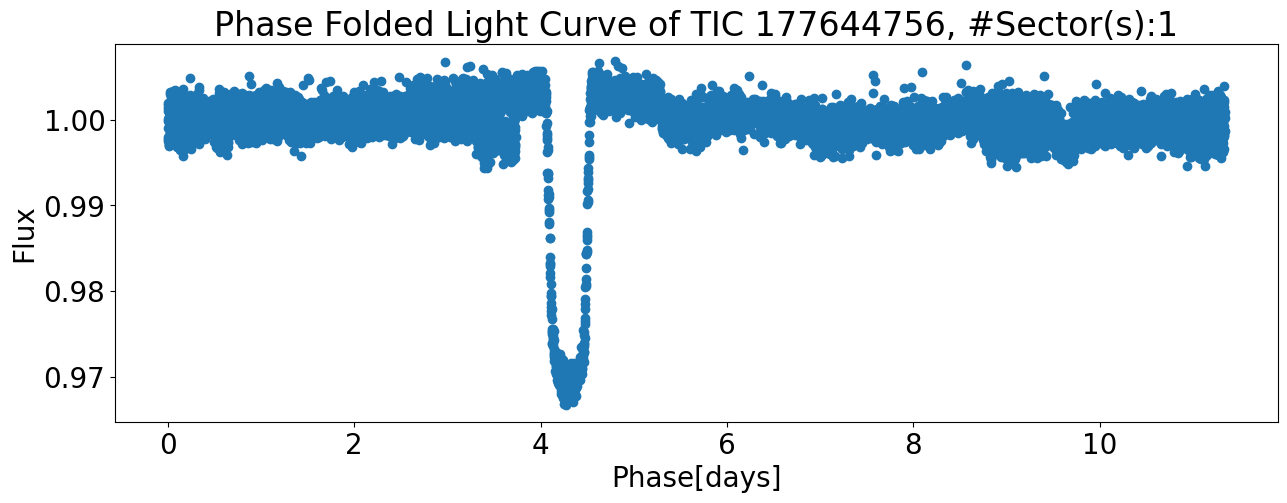 Phase Folded Light Curve of TIC 177644756, #Sector(s):1
1.00
0.99
0.98
0.97
Flux
0 2 4 6 8 10
Phase[days]